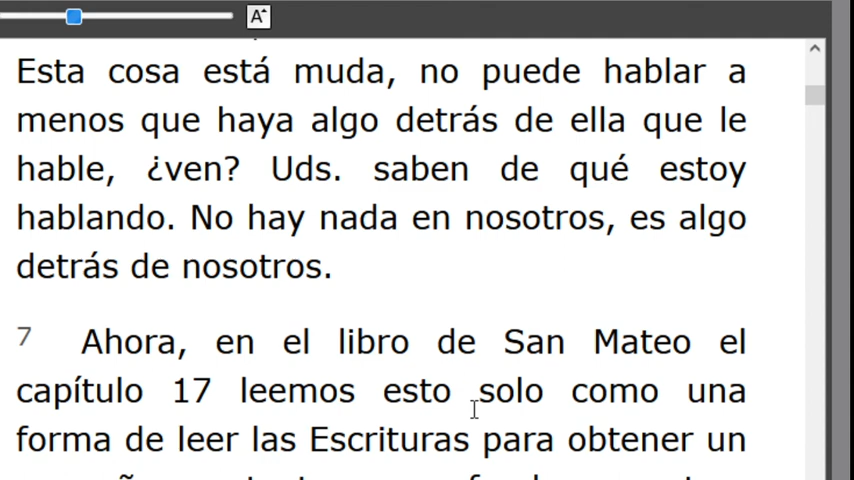 A
Esta cosa está muda, no puede hablar a
menos que haya algo detrás de ella que le
hable, ¿ven? Uds. saben de qué estoy
hablando. No hay nada en nosotros, es algo
detrás de nosotros.
7 Ahora, en el libro de San Mateo el
capítulo 17 leemos esto solo como una
forma de leer las Escrituras para obtener un